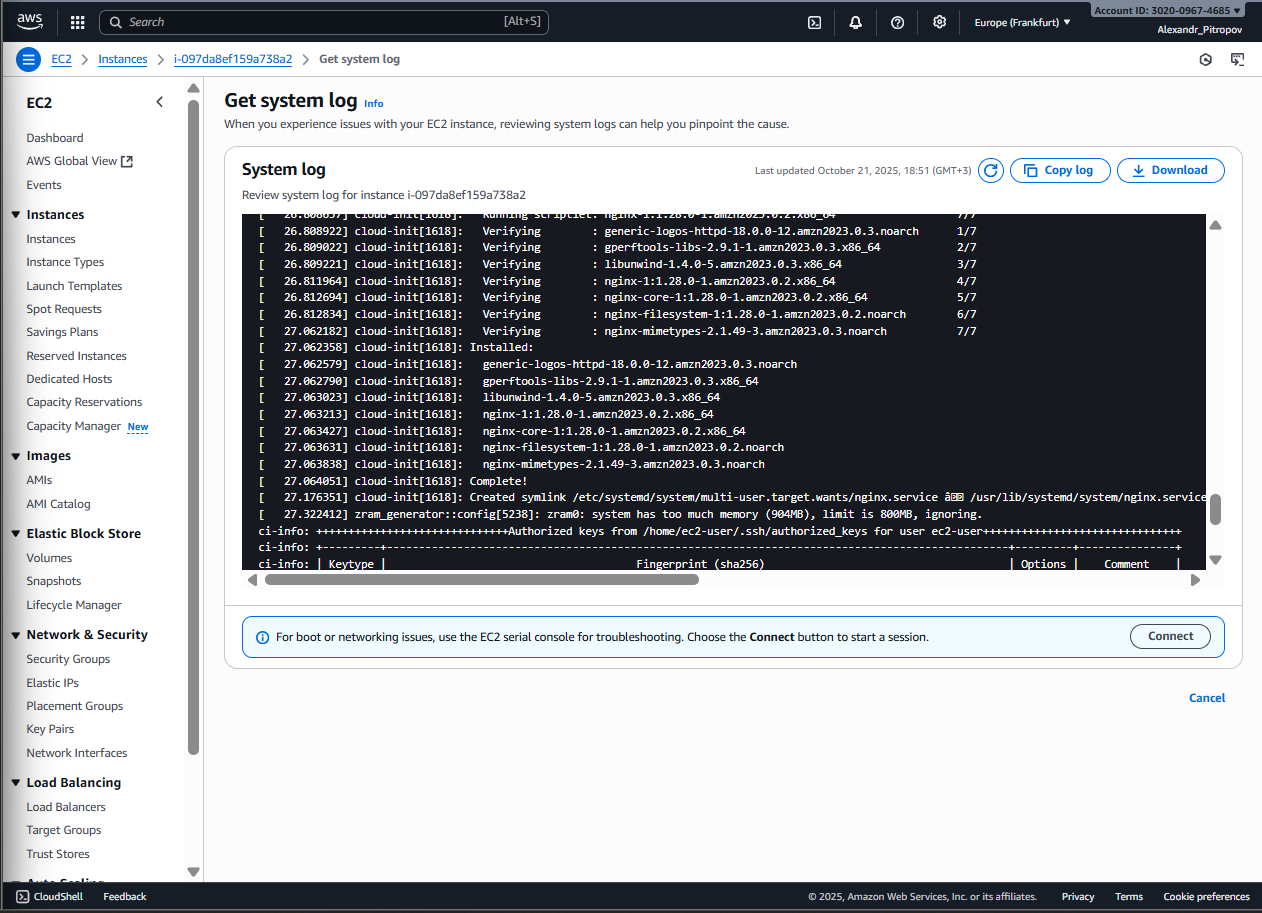 aws
Search
[Alt+S]
Europe (Frankfurt)
Account ID: 3020-0967-4685
Alexandr_Pitropov
EC2
Instances
i-097da8ef159a738a2
Get system log
EC2
Dashboard
AWS Global View
Events
Instances
Instances
Instance Types
Launch Templates
Spot Requests
Savings Plans
Reserved Instances
Dedicated Hosts
Capacity Reservations
Capacity Manager New
Images
AMIs
AMI Catalog
Elastic Block Store
Volumes
Snapshots
Lifecycle Manager
Network & Security
Security Groups
Elastic IPs
Placement Groups
Key Pairs
Network Interfaces
Load Balancing
Load Balancers
Target Groups
Trust Stores
Auto Scaling
Get system log Info
When you experience issues with your EC2 instance, reviewing system logs can help you pinpoint the cause.
System log
Last updated October 21, 2025, 18:51 (GMT+3)
Copy log
Download
Review system log for instance i-097da8ef159a738a2
[   26.808657] cloud-init[1618]:   Running scriptlet: nginx-1:1.28.0-1.amzn2023.0.2.x86_64                   7/7
[   26.808922] cloud-init[1618]:   Verifying        : generic-logos-httpd-18.0.0-12.amzn2023.0.3.noarch      1/7
[   26.809022] cloud-init[1618]:   Verifying        : gperftools-libs-2.9.1-1.amzn2023.0.3.x86_64            2/7
[   26.809221] cloud-init[1618]:   Verifying        : libunwind-1.4.0-5.amzn2023.0.3.x86_64                  3/7
[   26.811964] cloud-init[1618]:   Verifying        : nginx-1:1.28.0-1.amzn2023.0.2.x86_64                   4/7
[   26.812694] cloud-init[1618]:   Verifying        : nginx-core-1:1.28.0-1.amzn2023.0.2.x86_64              5/7
[   26.812834] cloud-init[1618]:   Verifying        : nginx-filesystem-1:1.28.0-1.amzn2023.0.2.noarch        6/7
[   27.062182] cloud-init[1618]:   Verifying        : nginx-mimetypes-2.1.49-3.amzn2023.0.3.noarch           7/7
[   27.062358] cloud-init[1618]: Installed:
[   27.062579] cloud-init[1618]:   generic-logos-httpd-18.0.0-12.amzn2023.0.3.noarch
[   27.062790] cloud-init[1618]:   gperftools-libs-2.9.1-1.amzn2023.0.3.x86_64
[   27.063023] cloud-init[1618]:   libunwind-1.4.0-5.amzn2023.0.3.x86_64
[   27.063213] cloud-init[1618]:   nginx-1:1.28.0-1.amzn2023.0.2.x86_64
[   27.063427] cloud-init[1618]:   nginx-core-1:1.28.0-1.amzn2023.0.2.x86_64
[   27.063631] cloud-init[1618]:   nginx-filesystem-1:1.28.0-1.amzn2023.0.2.noarch
[   27.063838] cloud-init[1618]:   nginx-mimetypes-2.1.49-3.amzn2023.0.3.noarch
[   27.064051] cloud-init[1618]: Complete!
[   27.176351] cloud-init[1618]: Created symlink /etc/systemd/system/multi-user.target.wants/nginx.service â /usr/lib/systemd/system/nginx.service
[   27.322412] zram_generator::config[5238]: zram0: system has too much memory (904MB), limit is 800MB, ignoring.
ci-info: ++++++++++++++++++++++++++++++Authorized keys from /home/ec2-user/.ssh/authorized_keys for user ec2-user+++++++++++++++++++++++++++++++
ci-info: +---------+-------------------------------------------------------------------------------------------------+---------+---------------+
ci-info: | Keytype |                                       Fingerprint (sha256)                                      | Options |    Comment    |
For boot or networking issues, use the EC2 serial console for troubleshooting. Choose the Connect button to start a session.
Connect
Cancel
CloudShell
Feedback
© 2025, Amazon Web Services, Inc. or its affiliates.
Privacy
Terms
Cookie preferences